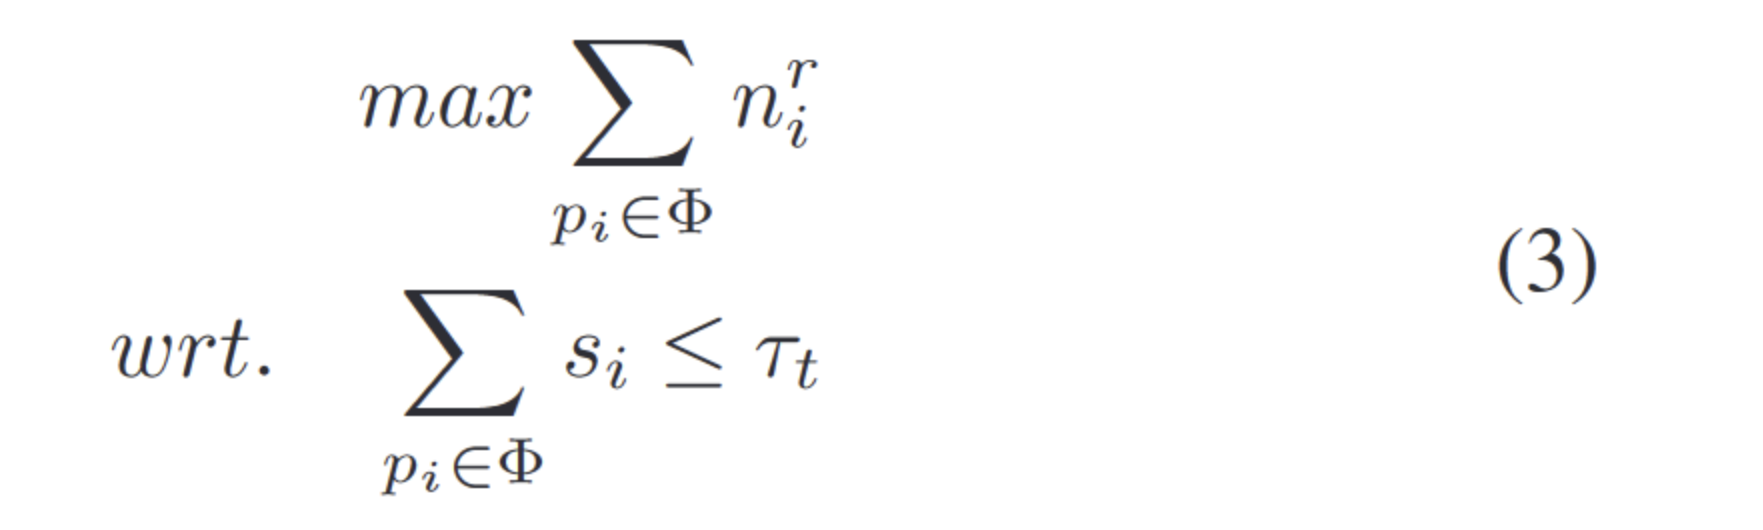 max ∑_{p_i∈Φ} n_i^r
(3)
wrt. ∑_{p_i∈Φ} s_i ≤ τ_t